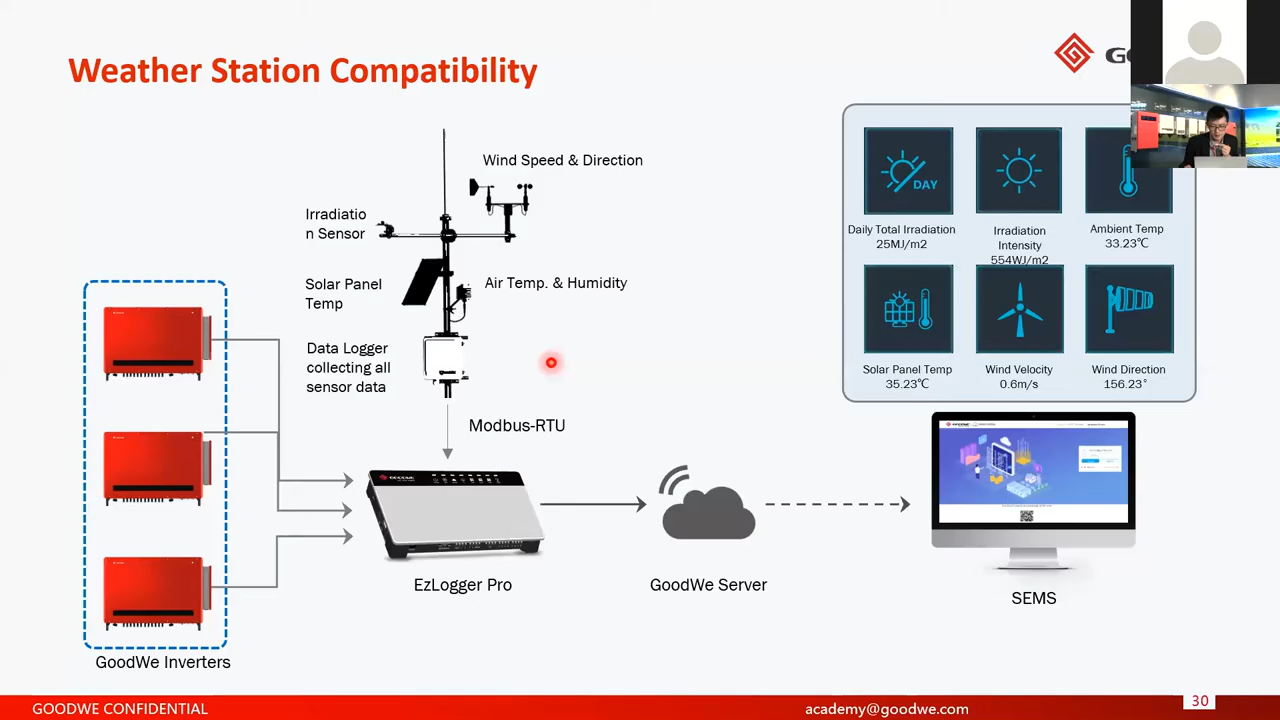 Weather Station Compatibility
Wind Speed & Direction
Irradiatio
n Sensor
Solar Panel
Temp
Air Temp. & Humidity
Data Logger
collecting all
sensor data
Modbus-RTU
DAY
Daily Total Irradiation
25MJ/m2
Irradiation
Intensity
554WJ/m2
Ambient Temp
33.23℃
Solar Panel Temp
35.23℃
Wind Velocity
0.6m/s
Wind Direction
156.23°
GOODWE
EzLogger Pro
GoodWe Server
SEMS
GoodWe Inverters
GOODWE CONFIDENTIAL
academy@goodwe.com
30